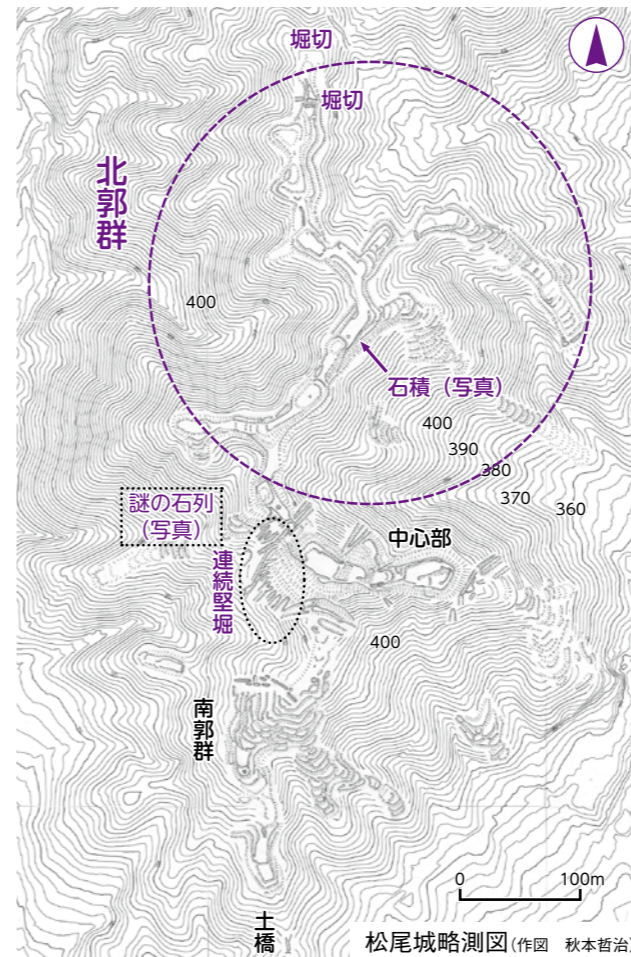 堀切
堀切
北郭群
400
石積（写真）
400
390
380
370
360
謎の石列
（写真）
中心部
連続堅堀
400
南郭群
0 100m
土橋
松尾城略測図(作図　秋本哲治)